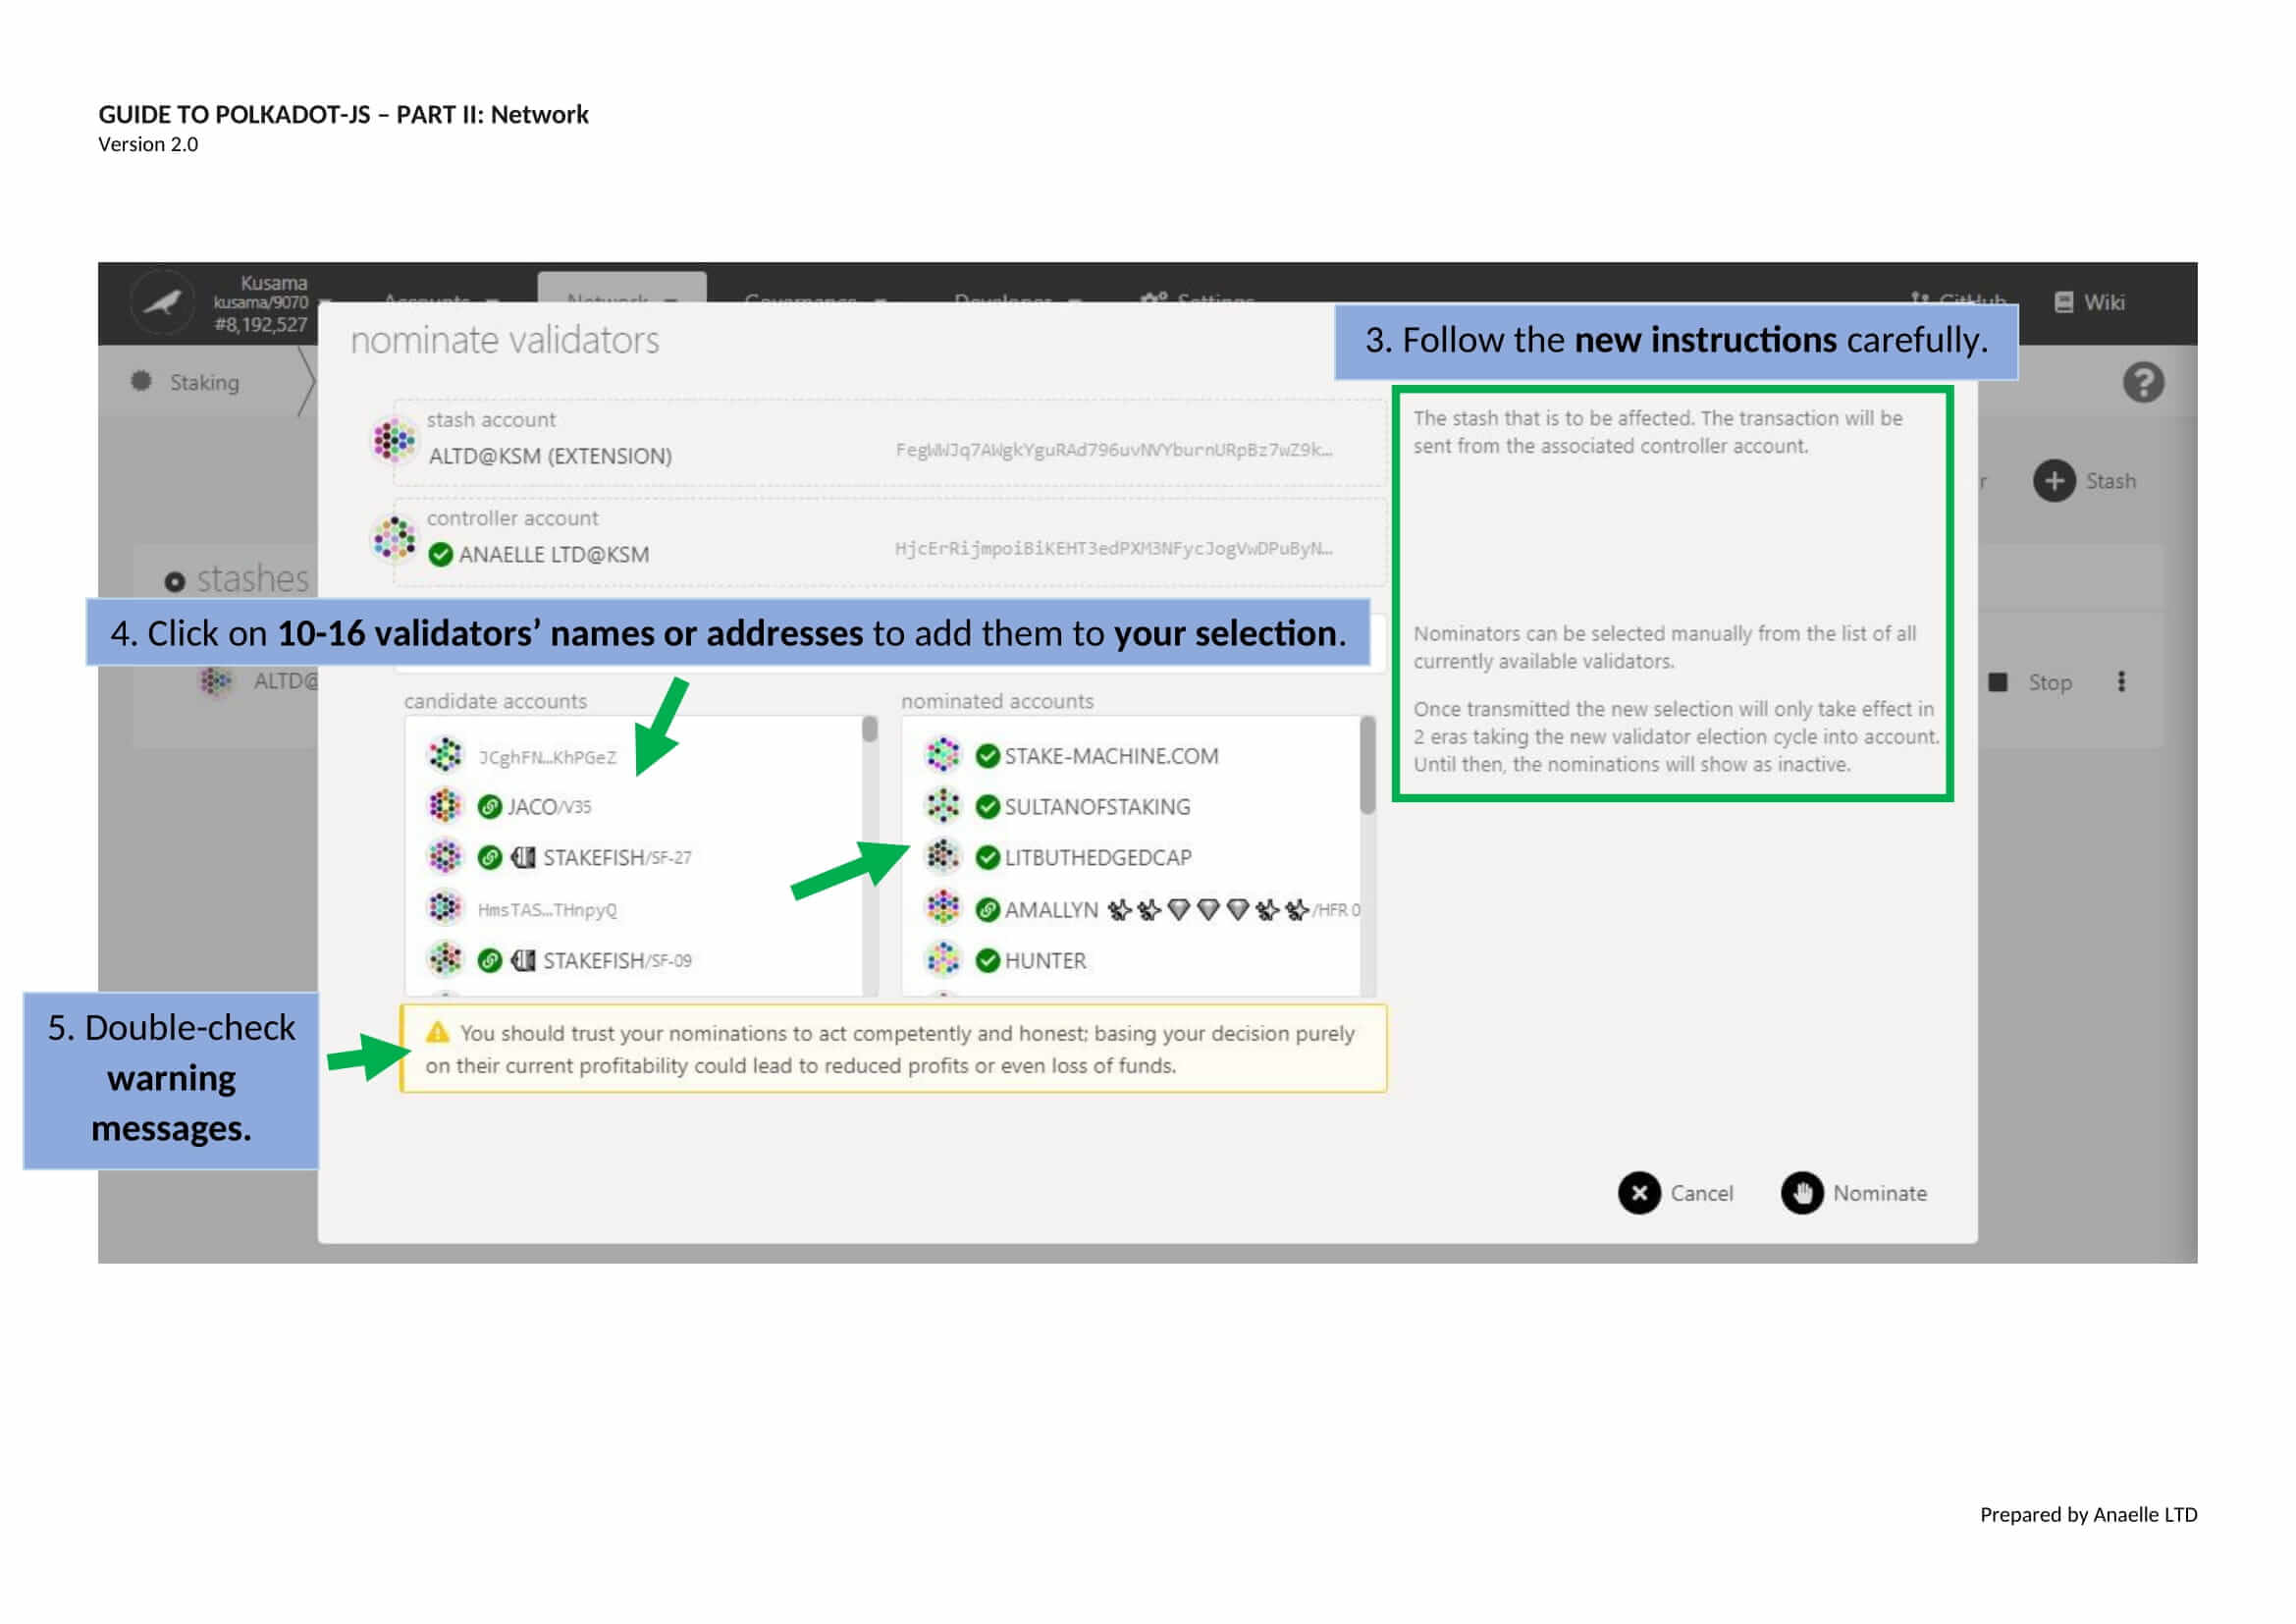 GUIDE TO POLKADOT-JS – PART II: Network
Version 2.0
Kusama
kusama/9070
#8,192,527
Accounts
Network
Governance
Developer
Settings
GitHub
Wiki
Staking
nominate validators
3. Follow the new instructions carefully.
stash account
ALTD@KSM (EXTENSION)
FegWWJq7AWgkYguRAd796uvNVYburnURpBz7wZ9k...
controller account
ANAELLE LTD@KSM
HjcErRijmpoiBiKEHT3edPXM3NFycJogVwDPuByN...
The stash that is to be affected. The transaction will be
sent from the associated controller account.
r
Stash
stashes
4. Click on 10-16 validators’ names or addresses to add them to your selection.
Nominators can be selected manually from the list of all
currently available validators.
Once transmitted the new selection will only take effect in
2 eras taking the new validator election cycle into account.
Until then, the nominations will show as inactive.
ALTD@
Stop
candidate accounts
JCghFN...KhPGeZ
JACO/V35
STAKEFISH/SF-27
HmsTAS...THnpyQ
STAKEFISH/SF-09
nominated accounts
STAKE-MACHINE.COM
SULTANOFSTAKING
LITBUTHEDGEDCAP
AMALLYN /HFR 0
HUNTER
5. Double-check
warning
messages.
You should trust your nominations to act competently and honest; basing your decision purely
on their current profitability could lead to reduced profits or even loss of funds.
Cancel
Nominate
Prepared by Anaelle LTD